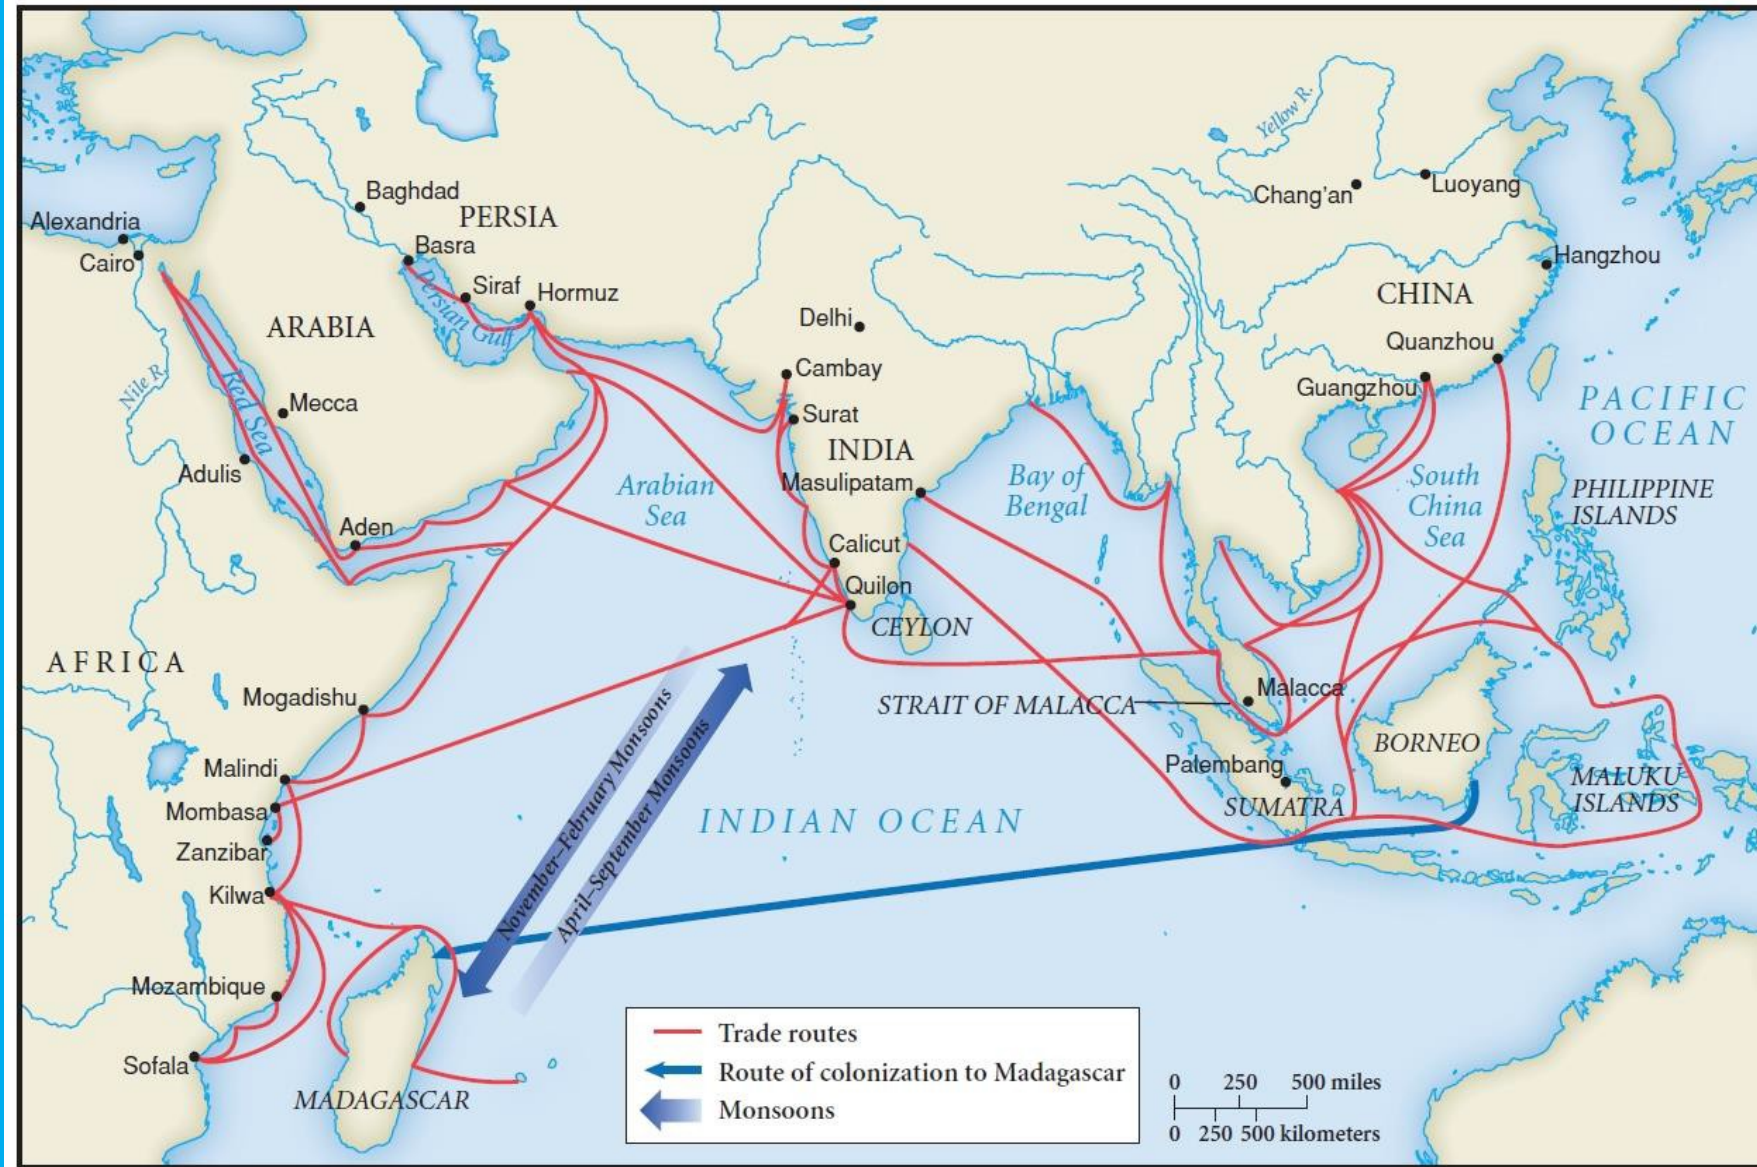 Yellow R.
Baghdad
PERSIA
Chang'an
Luoyang
Alexandria
Cairo
Basra
Hangzhou
Siraf
Hormuz
Persian Gulf
CHINA
ARABIA
Delhi
Quanzhou
Cambay
Guangzhou
Nile R.
Red Sea
Mecca
Surat
PACIFIC
OCEAN
INDIA
Adulis
Arabian
Sea
Masulipatam
Bay of
Bengal
South
China
Sea
PHILIPPINE
ISLANDS
Aden
Calicut
Quilon
CEYLON
AFRICA
Mogadishu
STRAIT OF MALACCA
Malacca
BORNEO
Malindi
Palembang
MALUKU
ISLANDS
Mombasa
SUMATRA
INDIAN OCEAN
Zanzibar
Kilwa
November–February Monsoons
April–September Monsoons
Mozambique
Sofala
MADAGASCAR
Trade routes
Route of colonization to Madagascar
Monsoons
0 250 500 miles
0 250 500 kilometers